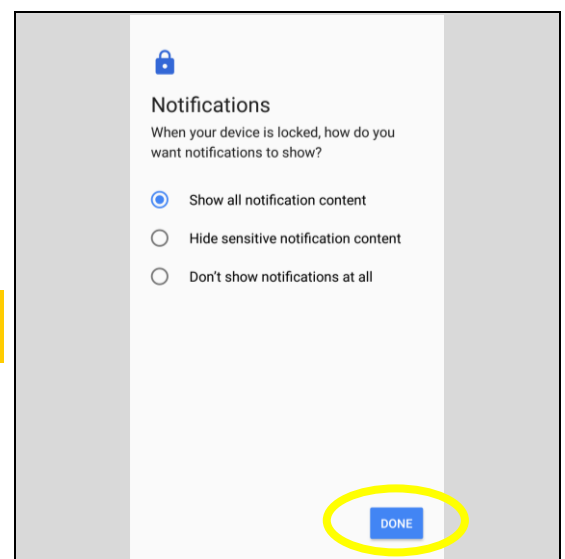 Notifications
When your device is locked, how do you
want notifications to show?
Show all notification content
Hide sensitive notification content
Don't show notifications at all
DONE